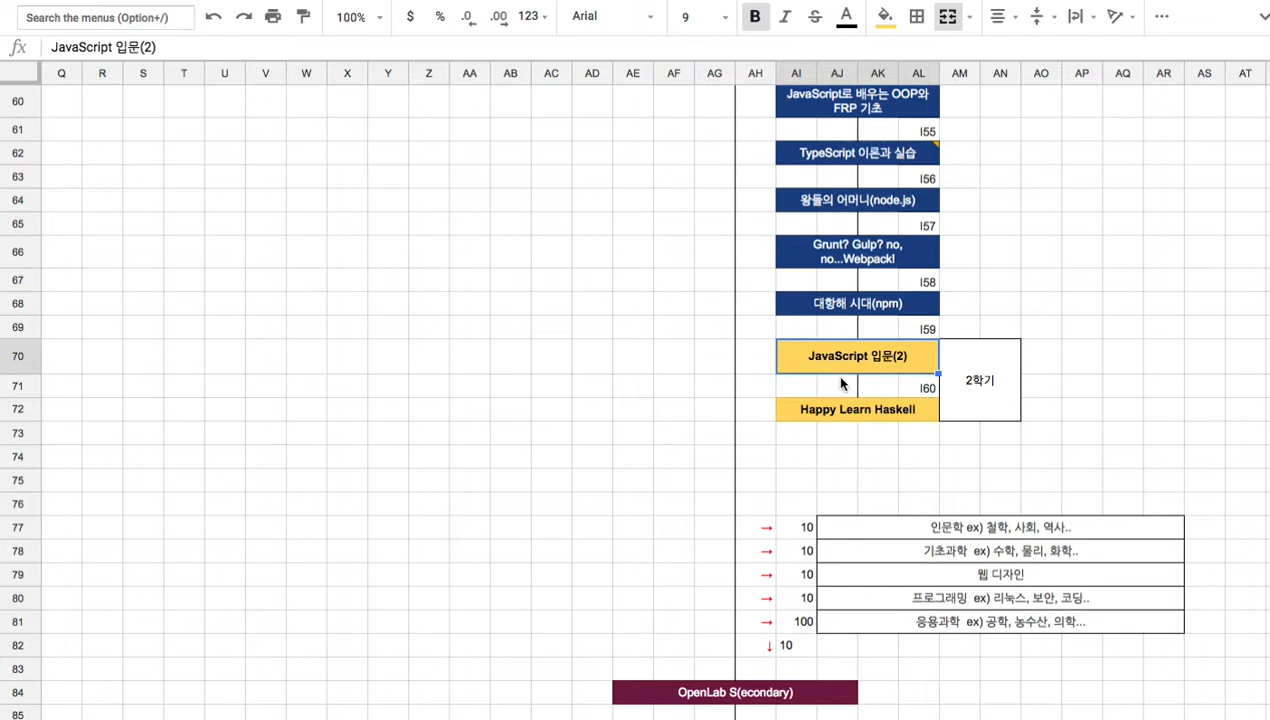 Search the menus (Option+/)
100%
$ % .0 .00 123
Arial
9
B I S A
fx JavaScript 입문(2)
Q R S T U V W X Y Z AA AB AC AD AE AF AG AH AI AJ AK AL AM AN AO AP AQ AR AS AT
60 JavaScript로 배우는 OOP와
FRP 기초
61 I55
62 TypeScript 이론과 실습
63 I56
64 왕들의 어머니(node.js)
65 I57
66 Grunt? Gulp? no,
no...Webpack!
67 I58
68 대항해 시대(npm)
69 I59
70 JavaScript 입문(2)
2학기
71 I60
72 Happy Learn Haskell
73
74
75
76
77 → 10 인문학 ex) 철학, 사회, 역사..
78 → 10 기초과학 ex) 수학, 물리, 화학..
79 → 10 웹 디자인
80 → 10 프로그래밍 ex) 리눅스, 보안, 코딩..
81 → 100 응용과학 ex) 공학, 농수산, 의학...
82 ↓ 10
83
84 OpenLab S(econdary)
85